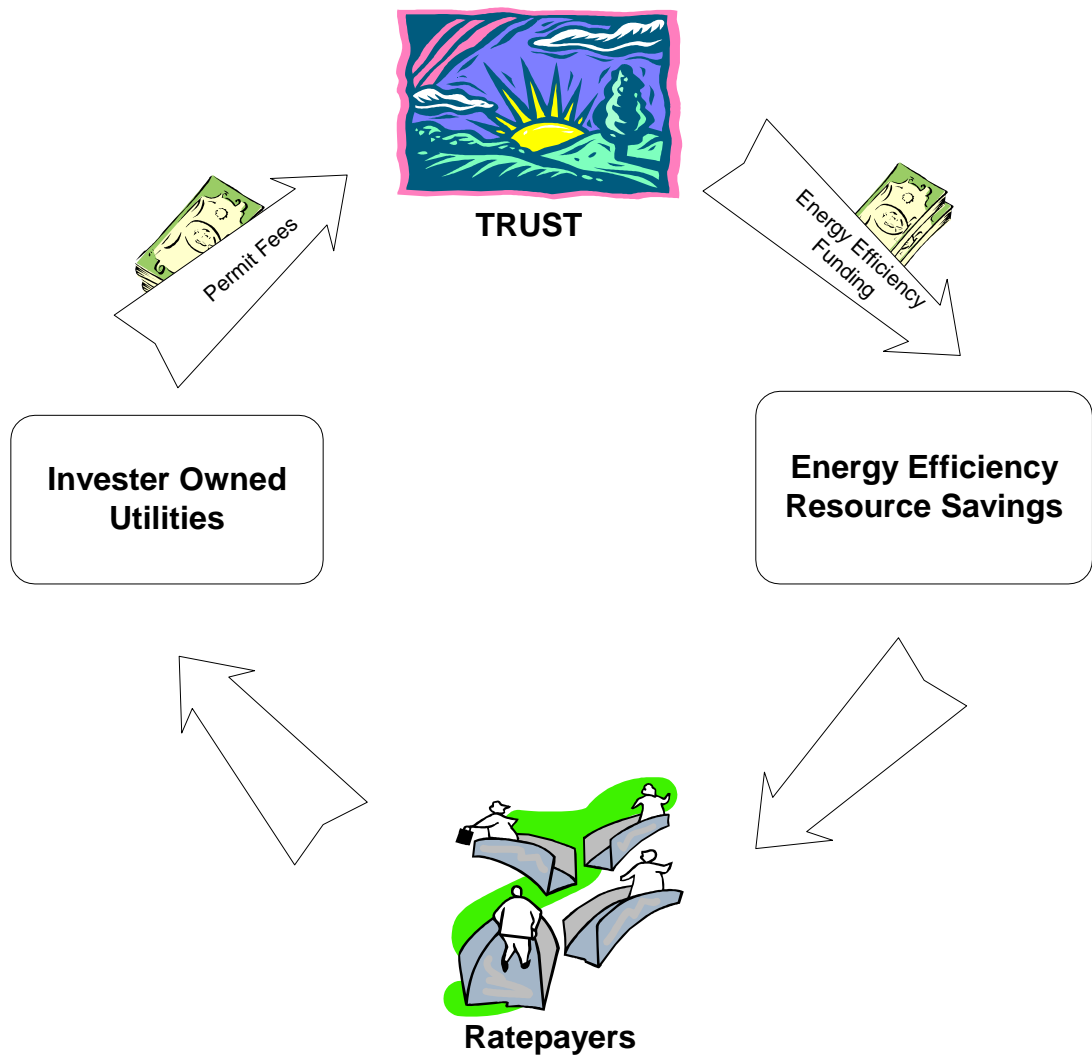 TRUST
Permit Fees
Energy Efficiency
Funding
Invester Owned
Utilities
Energy Efficiency
Resource Savings
Ratepayers